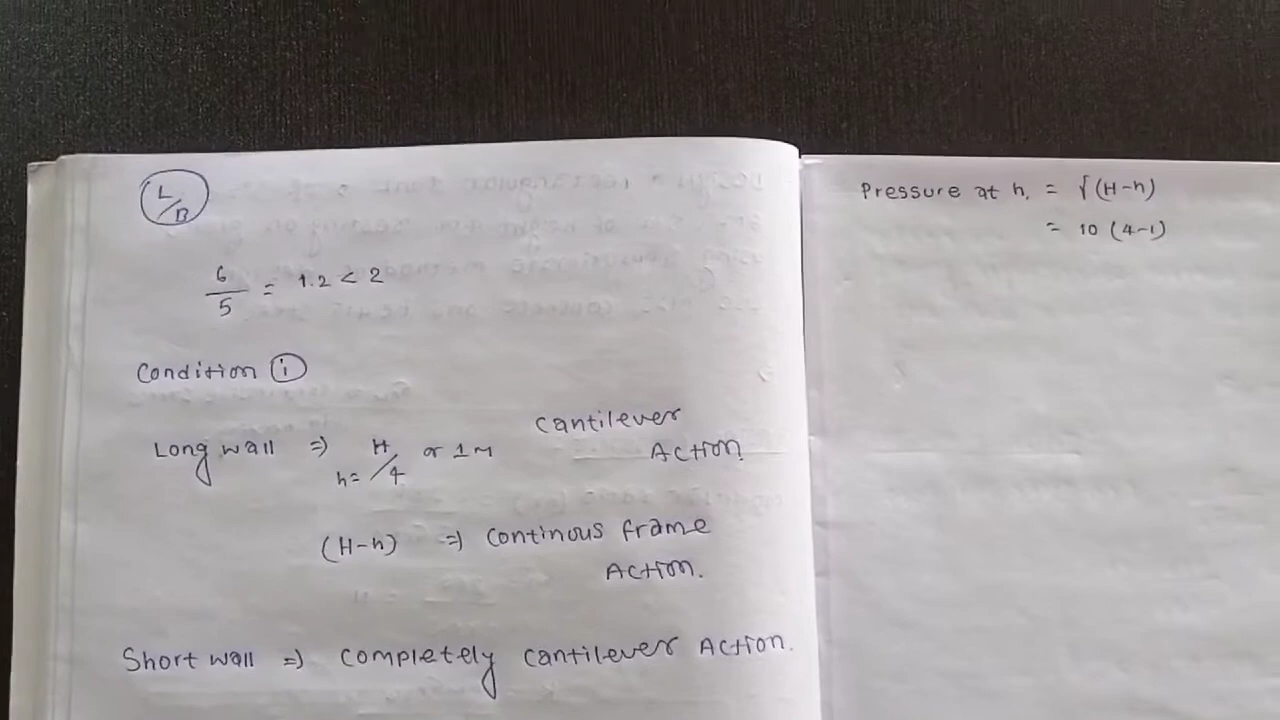 L/B
6/5 = 1.2 < 2
Condition (i)
Long wall => h = H/4 or 1M Cantilever Action.
(H-h) => Continous frame Action.
Short wall => Completely cantilever Action.
Pressure at h, = γ(H-h)
= 10 (4-1)